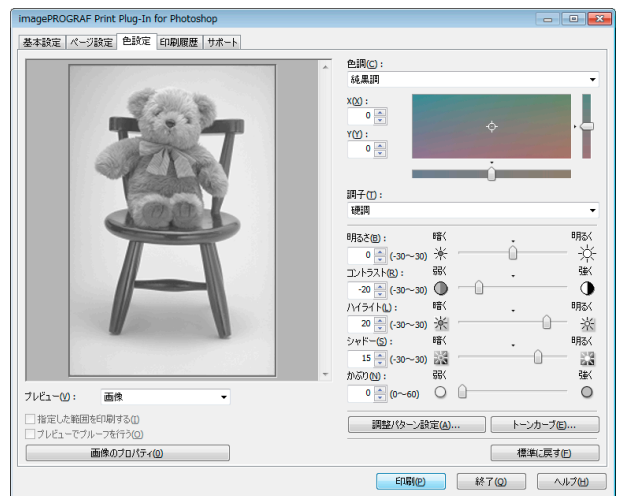 imagePROGRAF Print Plug-In for Photoshop
基本設定 ページ設定 色設定 印刷履歴 サポート
色調(C) :
純黒調
X(X) :
0
Y(Y) :
0
調子(T) :
硬調
明るさ(B) : 暗く 明るく
0 (-30～30)
コントラスト(R) : 弱く 強く
-20 (-30～30)
ハイライト(L) : 暗く 明るく
20 (-30～30)
シャドー(S) : 暗く 明るく
15 (-30～30)
かぶり(N) : 弱く 強く
0 (0～60)
プレビュー(V) : 画像
指定した範囲を印刷する(I)
プレビューでプルーフを行う(O)
画像のプロパティ(0)
調整パターン設定(A)... トーンカーブ(E)...
標準に戻す(F)
印刷(P) 終了(Q) ヘルプ(H)